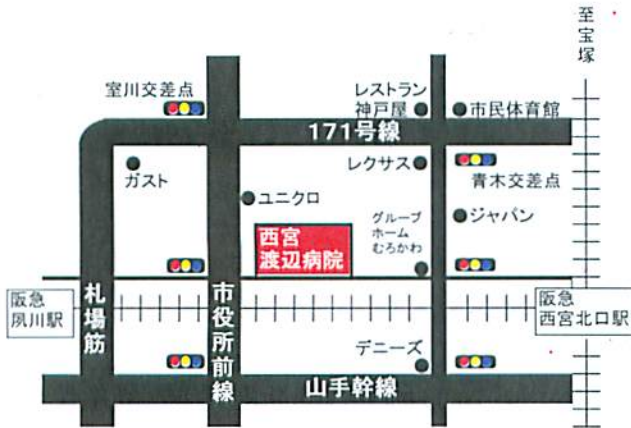 至宝塚
室川交差点
レストラン
神戸屋
市民体育館
171号線
ガスト
レクサス
青木交差点
ユニクロ
ジャパン
西宮
渡辺病院
グループ
ホーム
むろかわ
阪急
夙川駅
札場筋
市役所前線
阪急
西宮北口駅
デニーズ
山手幹線